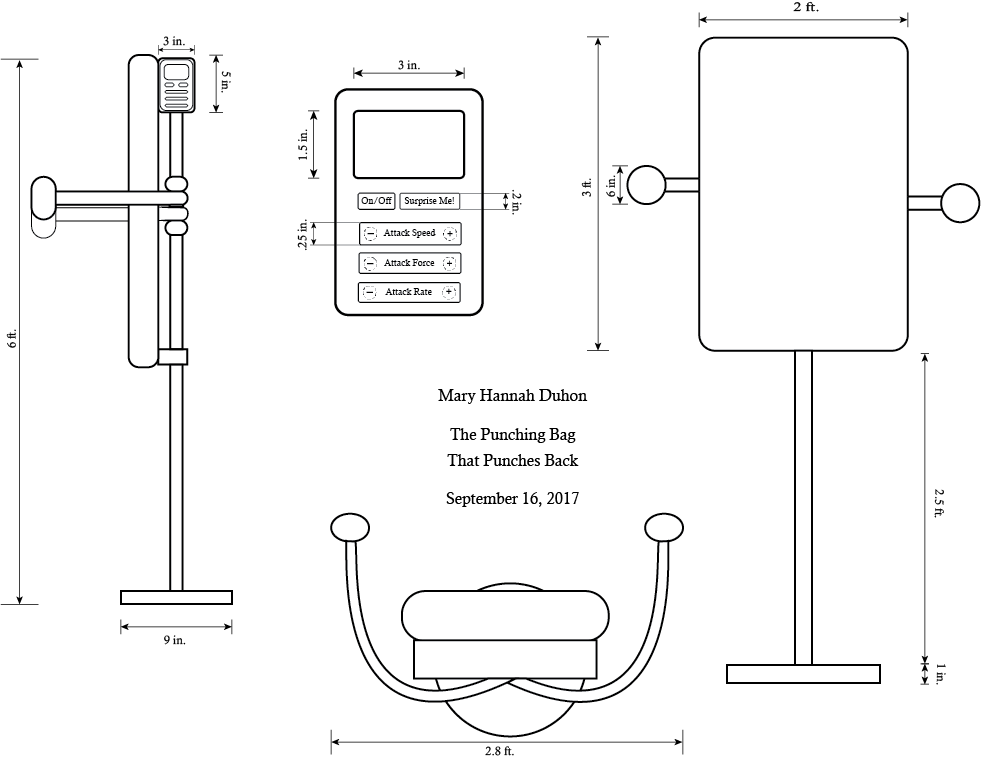 3 in.
5 in.
6 ft.
9 in.
3 in.
1.5 in.
On/Off
Surprise Me!
.2 in.
.25 in.
− Attack Speed +
− Attack Force +
− Attack Rate +
2 ft.
3 ft.
6 in.
2.5 ft.
1 in.
Mary Hannah Duhon
The Punching Bag
That Punches Back
September 16, 2017
2.8 ft.